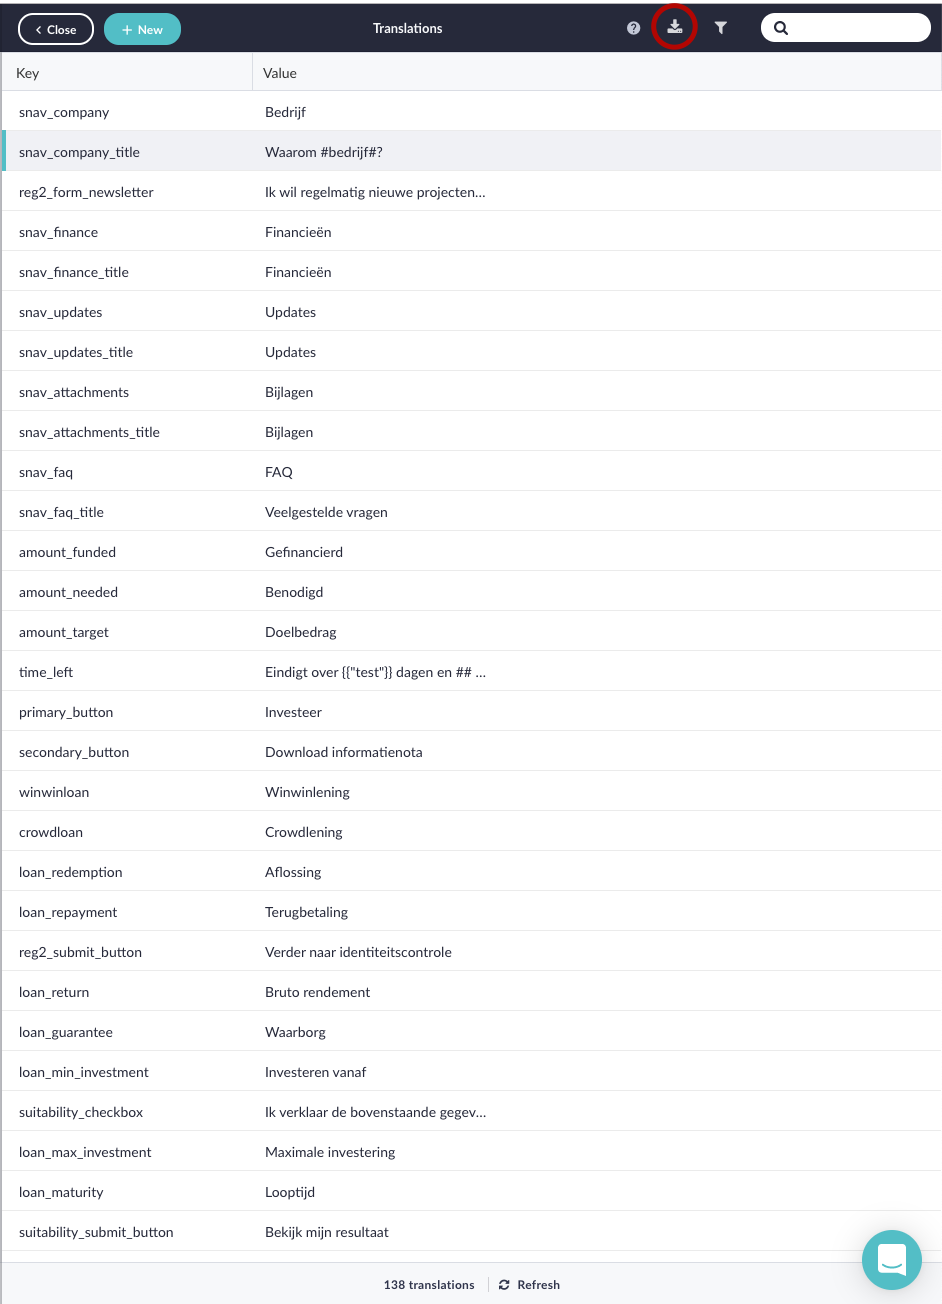 Close
New
Translations
Key Value
snav_company Bedrijf
snav_company_title Waarom #bedrijf#?
reg2_form_newsletter Ik wil regelmatig nieuwe projecten...
snav_finance Financieën
snav_finance_title Financieën
snav_updates Updates
snav_updates_title Updates
snav_attachments Bijlagen
snav_attachments_title Bijlagen
snav_faq FAQ
snav_faq_title Veelgestelde vragen
amount_funded Gefinancierd
amount_needed Benodigd
amount_target Doelbedrag
time_left Eindigt over {{"test"}} dagen en ## ...
primary_button Investeer
secondary_button Download informatienota
winwinloan Winwinlening
crowdloan Crowdlening
loan_redemption Aflossing
loan_repayment Terugbetaling
reg2_submit_button Verder naar identiteitscontrole
loan_return Bruto rendement
loan_guarantee Waarborg
loan_min_investment Investeren vanaf
suitability_checkbox Ik verklaar de bovenstaande gegev...
loan_max_investment Maximale investering
loan_maturity Looptijd
suitability_submit_button Bekijk mijn resultaat
138 translations Refresh